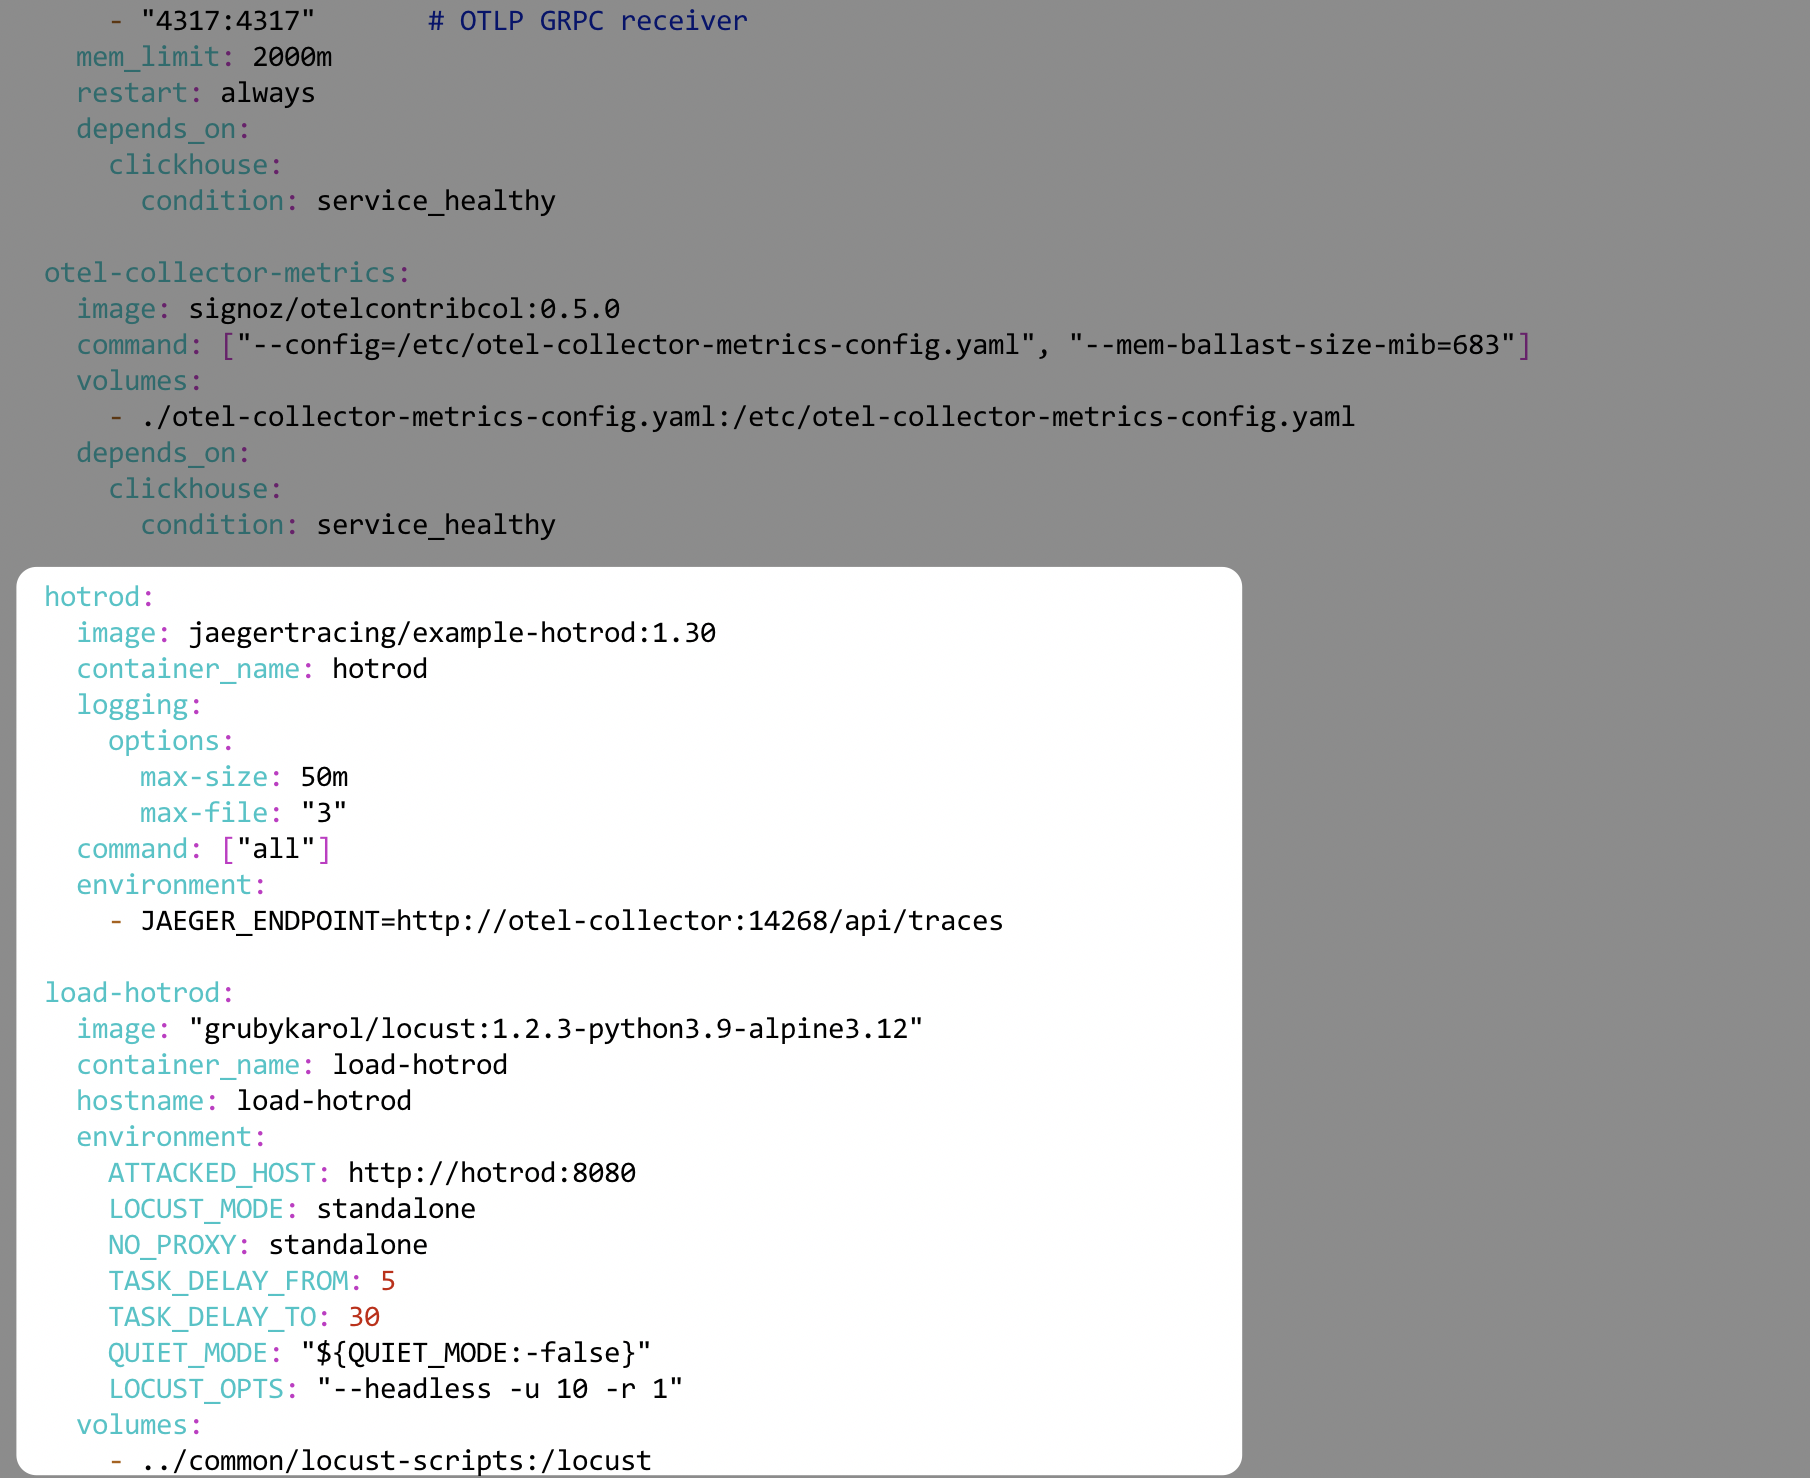 - "4317:4317"       # OTLP GRPC receiver
mem_limit: 2000m
restart: always
depends_on:
clickhouse:
condition: service_healthy
otel-collector-metrics:
image: signoz/otelcontribcol:0.5.0
command: ["--config=/etc/otel-collector-metrics-config.yaml", "--mem-ballast-size-mib=683"]
volumes:
- ./otel-collector-metrics-config.yaml:/etc/otel-collector-metrics-config.yaml
depends_on:
clickhouse:
condition: service_healthy
hotrod:
image: jaegertracing/example-hotrod:1.30
container_name: hotrod
logging:
options:
max-size: 50m
max-file: "3"
command: ["all"]
environment:
- JAEGER_ENDPOINT=http://otel-collector:14268/api/traces
load-hotrod:
image: "grubykarol/locust:1.2.3-python3.9-alpine3.12"
container_name: load-hotrod
hostname: load-hotrod
environment:
ATTACKED_HOST: http://hotrod:8080
LOCUST_MODE: standalone
NO_PROXY: standalone
TASK_DELAY_FROM: 5
TASK_DELAY_TO: 30
QUIET_MODE: "${QUIET_MODE:-false}"
LOCUST_OPTS: "--headless -u 10 -r 1"
volumes:
- ../common/locust-scripts:/locust